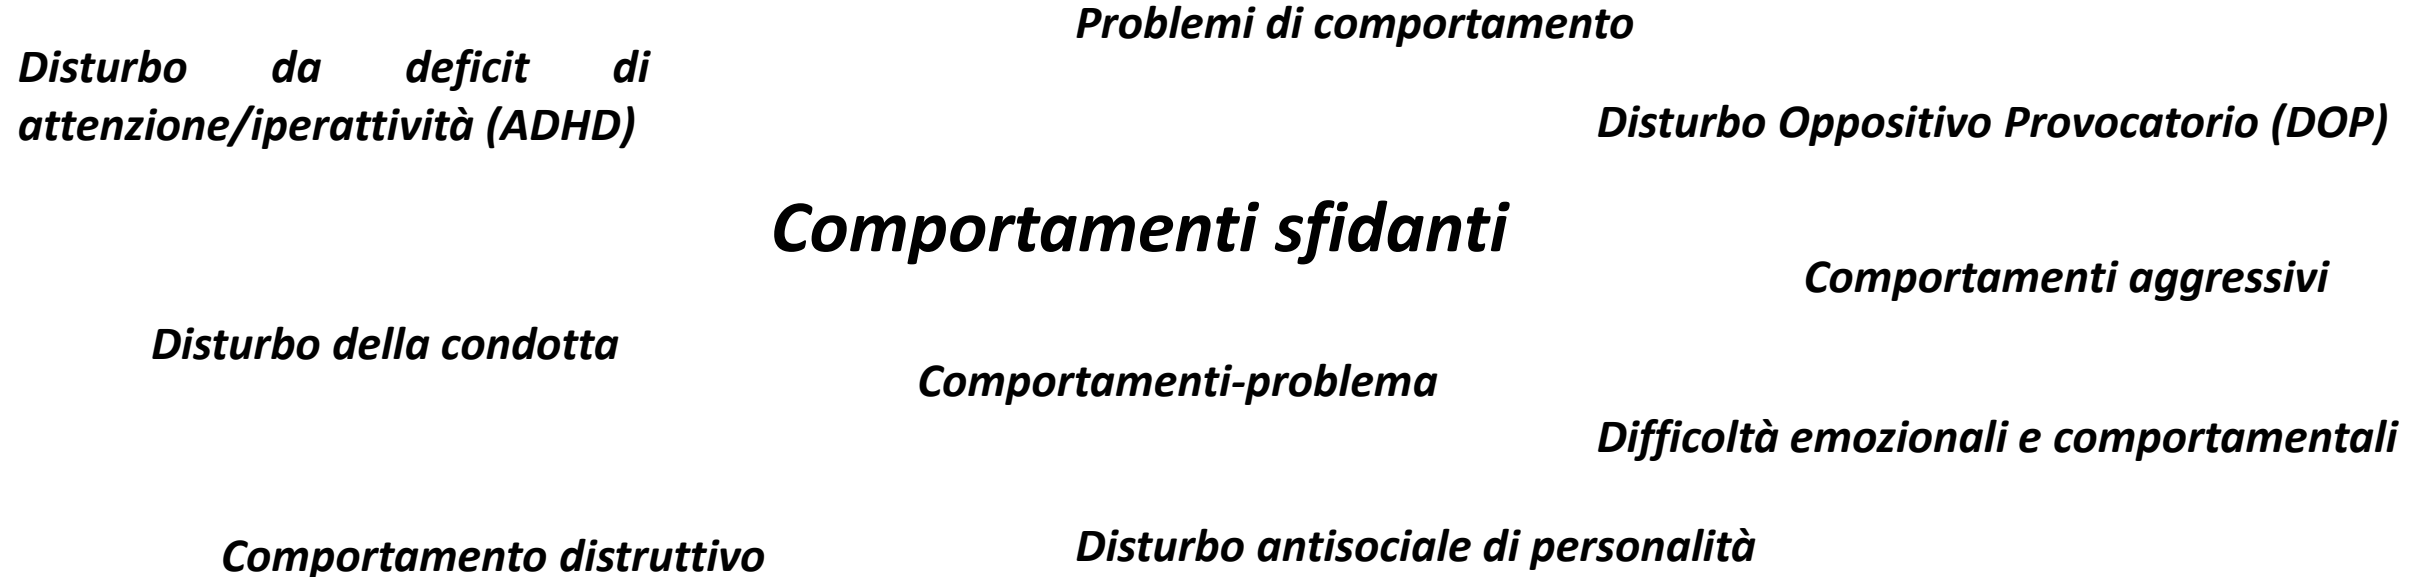 Problemi di comportamento
Disturbo da deficit di
attenzione/iperattività (ADHD)
Disturbo Oppositivo Provocatorio (DOP)
Comportamenti sfidanti
Comportamenti aggressivi
Disturbo della condotta
Comportamenti-problema
Difficoltà emozionali e comportamentali
Disturbo antisociale di personalità
Comportamento distruttivo